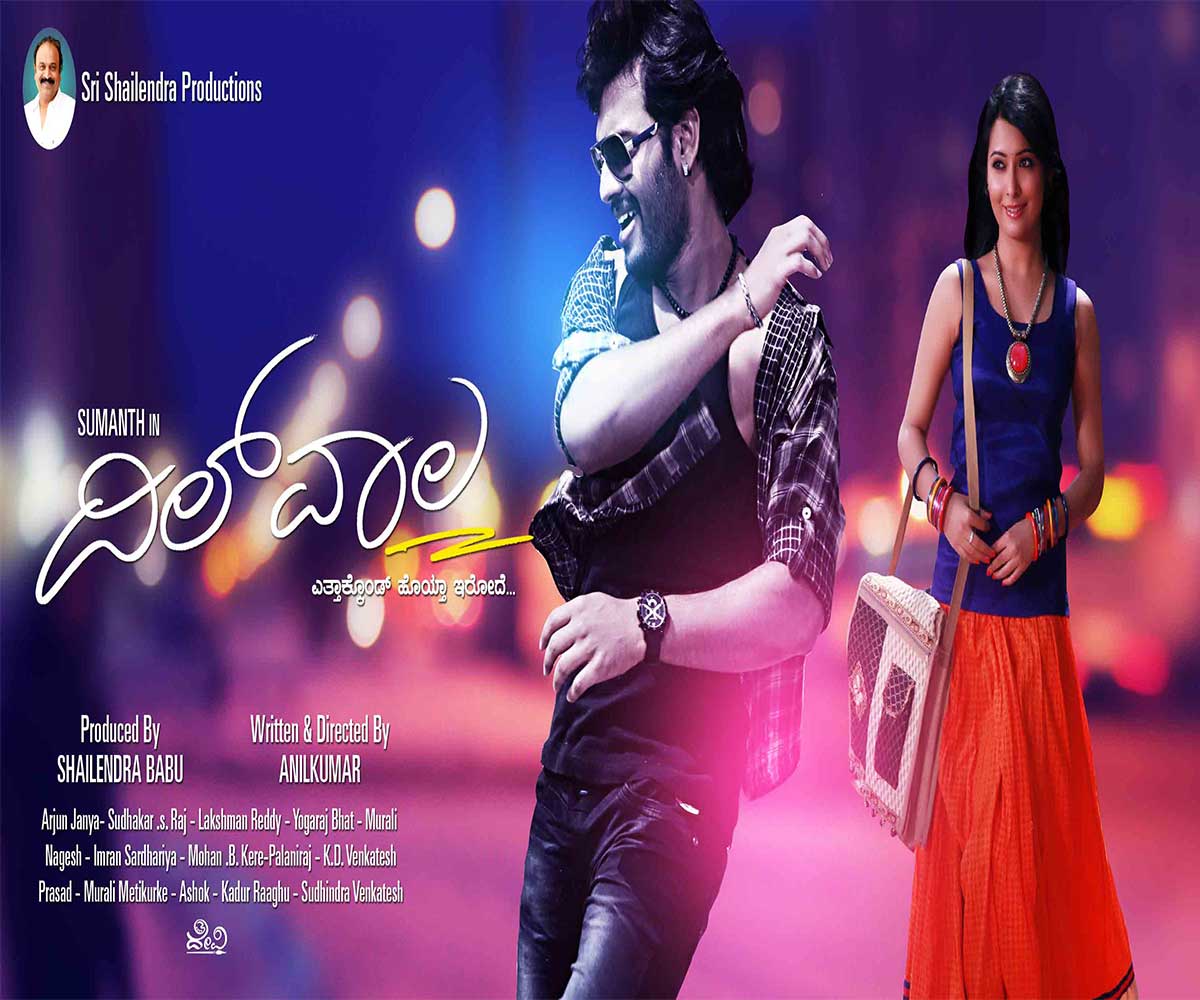 Sri Shailendra Productions
SUMANTH IN
ದಿಲ್‌ವಾಲ
ಎತ್ತಾಕ್ಕೊಂಡ್ ಹೊಯ್ತಾ ಇರೋದೆ...
Produced By
SHAILENDRA BABU
Written & Directed By
ANILKUMAR
Arjun Janya- Sudhakar .s. Raj - Lakshman Reddy - Yogaraj Bhat - Murali
Nagesh - Imran Sardhariya - Mohan .B. Kere-Palaniraj - K.D. Venkatesh
Prasad - Murali Metikurke - Ashok - Kadur Raaghu - Sudhindra Venkatesh
ದೇವಿ